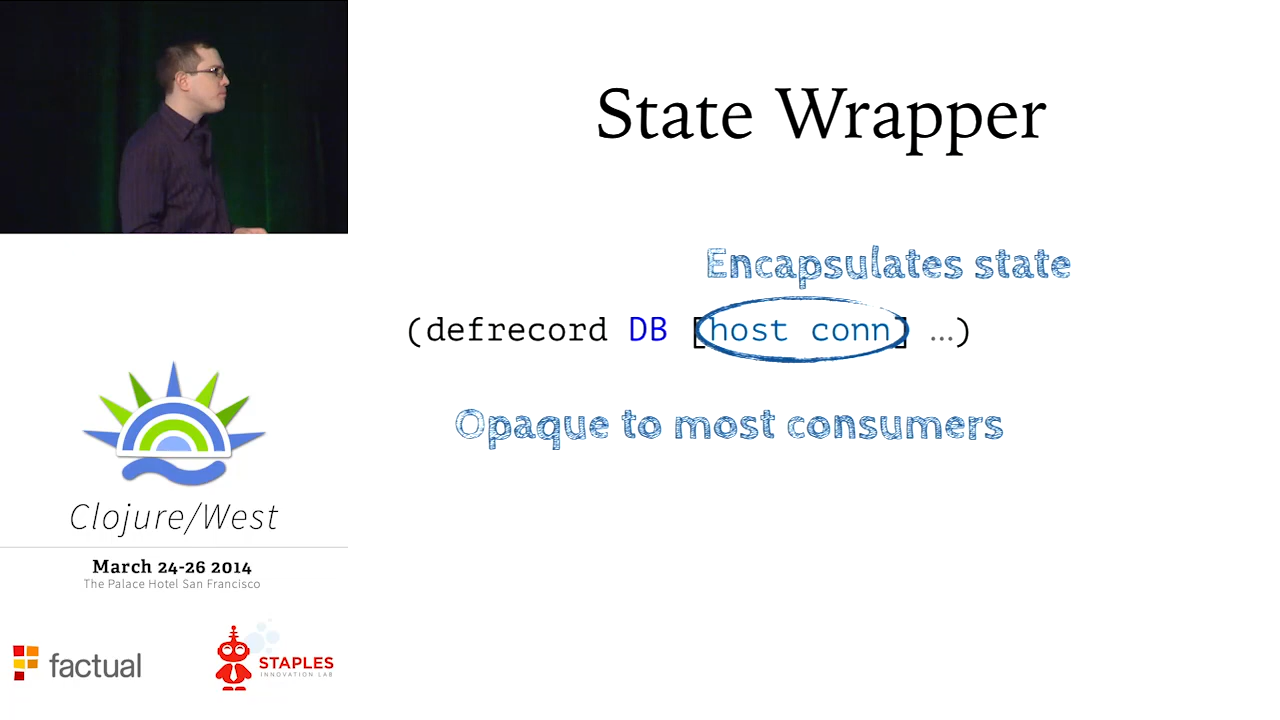 State Wrapper
Encapsulates state
(defrecord DB [host conn] ...)
Opaque to most consumers
Clojure/West
March 24-26 2014
The Palace Hotel San Francisco
factual
STAPLES
INNOVATION LAB